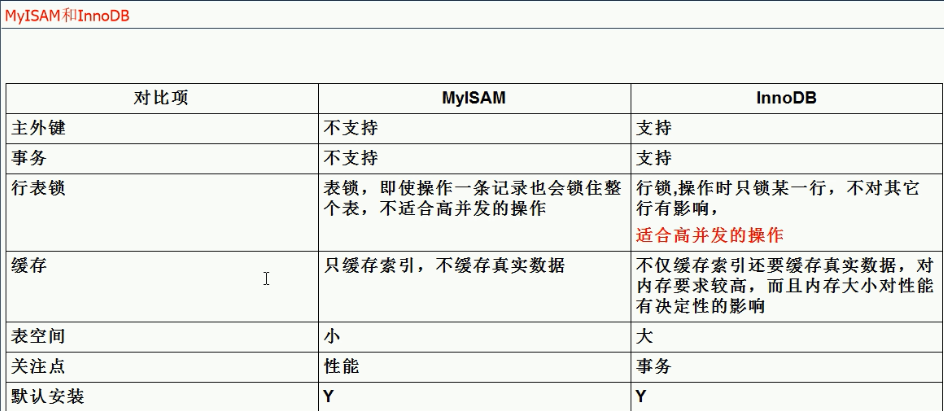 MyISAM和InnoDB
对比项 MyISAM InnoDB
主外键 不支持 支持
事务 不支持 支持
行表锁 表锁，即使操作一条记录也会锁住整 行锁,操作时只锁某一行，不对其它
个表，不适合高并发的操作 行有影响，
适合高并发的操作
缓存 只缓存索引，不缓存真实数据 不仅缓存索引还要缓存真实数据，对
内存要求较高，而且内存大小对性能
有决定性的影响
表空间 小 大
关注点 性能 事务
默认安装 Y Y